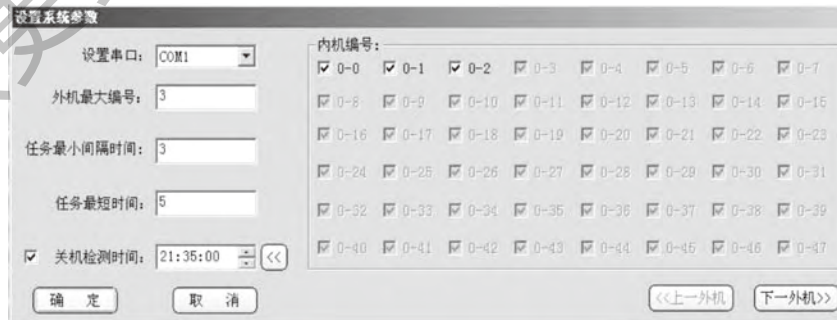 设置系统参数
设置串口: COM1
外机最大编号: 3
任务最小间隔时间: 3
任务最短时间: 5
关机检测时间: 21:35:00 <<
确 定 取 消
内机编号:
0-0 0-1 0-2 0-3 0-4 0-5 0-6 0-7
0-8 0-9 0-10 0-11 0-12 0-13 0-14 0-15
0-16 0-17 0-18 0-19 0-20 0-21 0-22 0-23
0-24 0-25 0-26 0-27 0-28 0-29 0-30 0-31
0-32 0-33 0-34 0-35 0-36 0-37 0-38 0-39
0-40 0-41 0-42 0-43 0-44 0-45 0-46 0-47
<<上一外机 下一外机>>